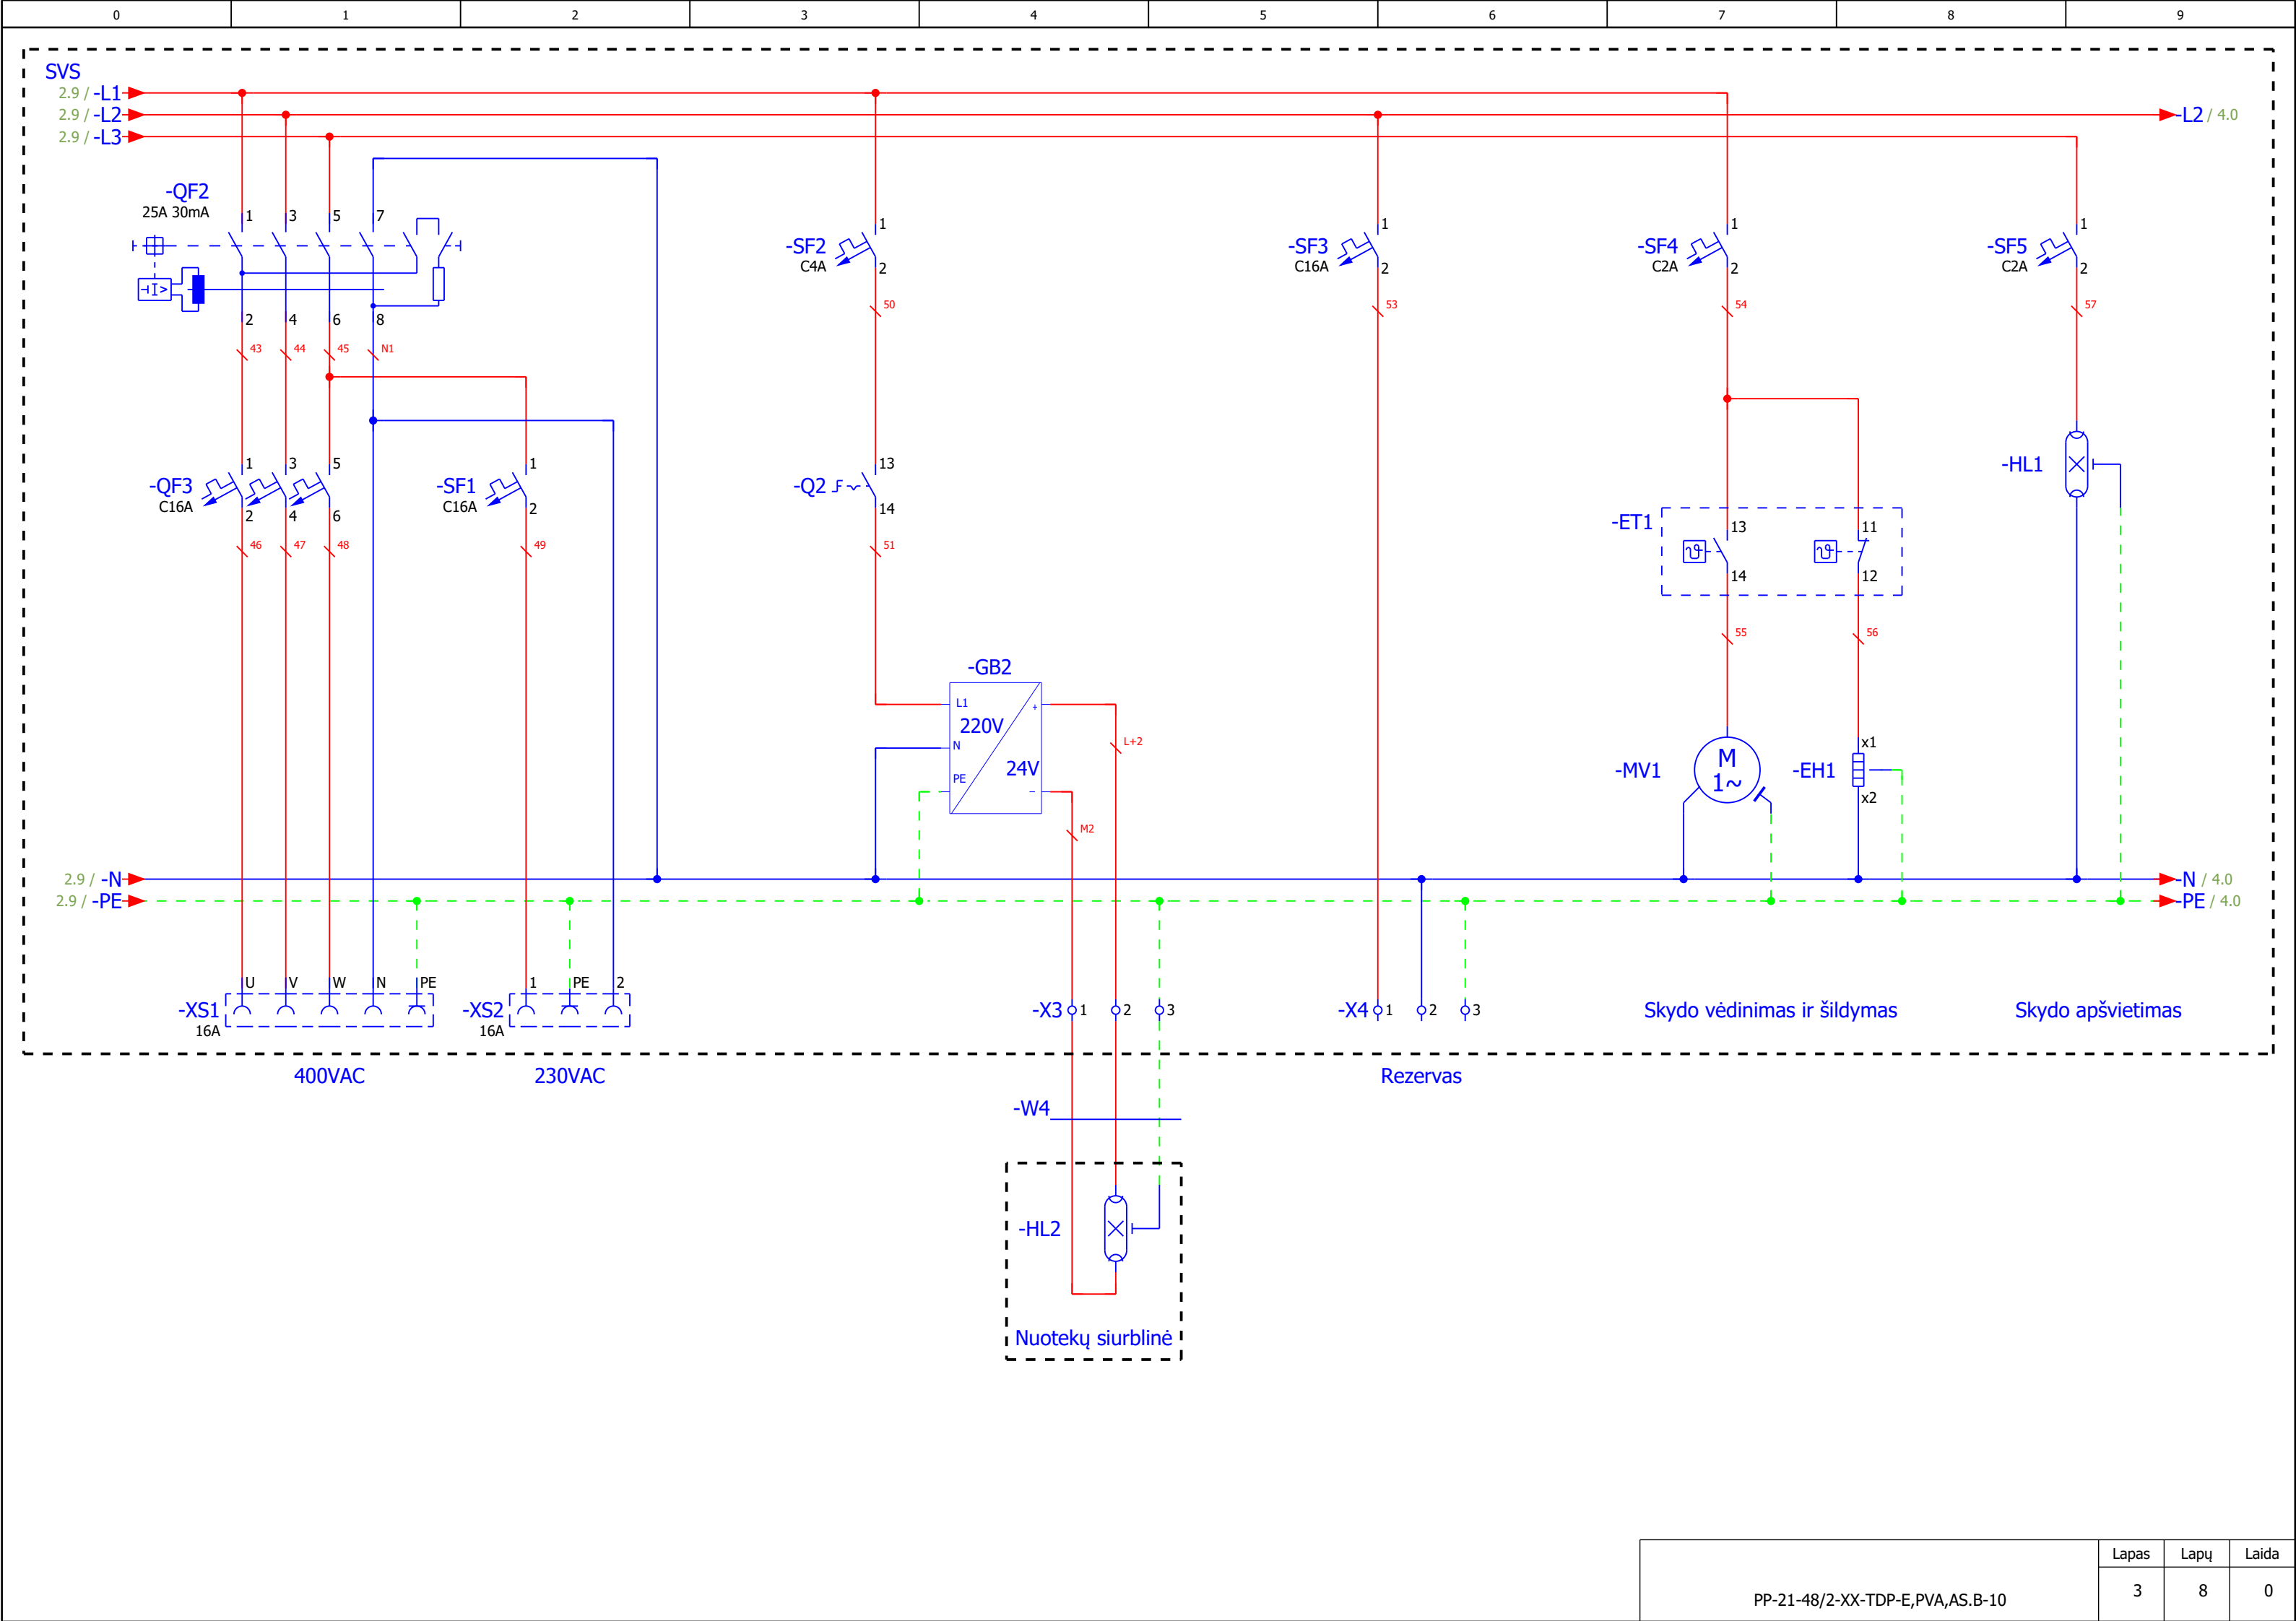 0 1 2 3 4 5 6 7 8 9
SVS
2.9 / -L1
2.9 / -L2 -L2 / 4.0
2.9 / -L3
-QF2
25A 30mA
1 3 5 7
I>
2 4 6 8
43 44 45 N1
-QF3
C16A
1 3 5
2 4 6
46 47 48
-SF1
C16A
1
2
49
-SF2
C4A
1
2
50
-Q2
13
14
51
-SF3
C16A
1
2
53
-SF4
C2A
1
2
54
-SF5
C2A
1
2
57
-HL1
-ET1
13 11
ϑ ϑ
14 12
55 56
-GB2
L1 +
220V
N
24V
PE −
L+2
M2
-MV1
M
1~
-EH1
x1
x2
2.9 / -N -N / 4.0
2.9 / -PE -PE / 4.0
-XS1
16A
U V W N PE
-XS2
16A
1 PE 2
-X3 1 2 3
-X4 1 2 3
Skydo vėdinimas ir šildymas
Skydo apšvietimas
400VAC
230VAC
Rezervas
-W4
-HL2
Nuotekų siurblinė
PP-21-48/2-XX-TDP-E,PVA,AS.B-10
Lapas Lapų Laida
3 8 0